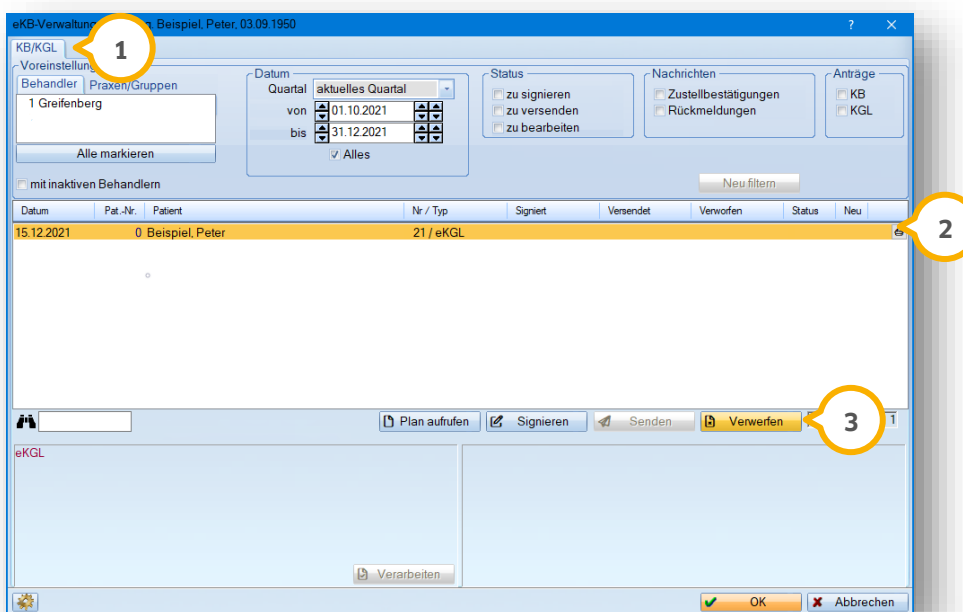 eKB-Verwaltung, Beispiel, Peter, 03.09.1950
KB/KGL
1
Voreinstellung
Behandler Praxen/Gruppen
1 Greifenberg
Alle markieren
mit inaktiven Behandlern
Datum
Quartal aktuelles Quartal
von 01.10.2021
bis 31.12.2021
Alles
Status
zu signieren
zu versenden
zu bearbeiten
Nachrichten
Zustellbestätigungen
Rückmeldungen
Anträge
KB
KGL
Neu filtern
Datum Pat.-Nr. Patient Nr / Typ Signiert Versendet Verworfen Status Neu
15.12.2021 0 Beispiel, Peter 21 / eKGL
2
Plan aufrufen Signieren Senden Verwerfen 1
3
eKGL
Verarbeiten
OK Abbrechen